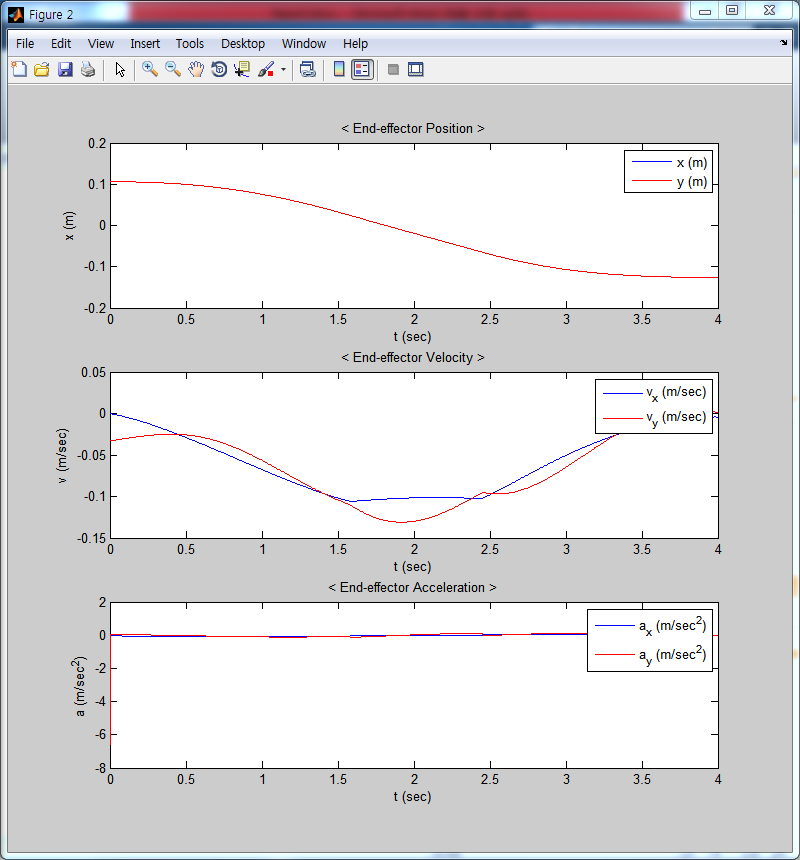 Figure 2
File Edit View Insert Tools Desktop Window Help
< End-effector Position >
0.2
0.1
0
-0.1
-0.2
x (m)
x (m)
y (m)
0 0.5 1 1.5 2 2.5 3 3.5 4
t (sec)
< End-effector Velocity >
0.05
0
-0.05
-0.1
-0.15
v (m/sec)
v_x (m/sec)
v_y (m/sec)
0 0.5 1 1.5 2 2.5 3 3.5 4
t (sec)
< End-effector Acceleration >
2
0
-2
-4
-6
-8
a (m/sec²)
a_x (m/sec²)
a_y (m/sec²)
0 0.5 1 1.5 2 2.5 3 3.5 4
t (sec)